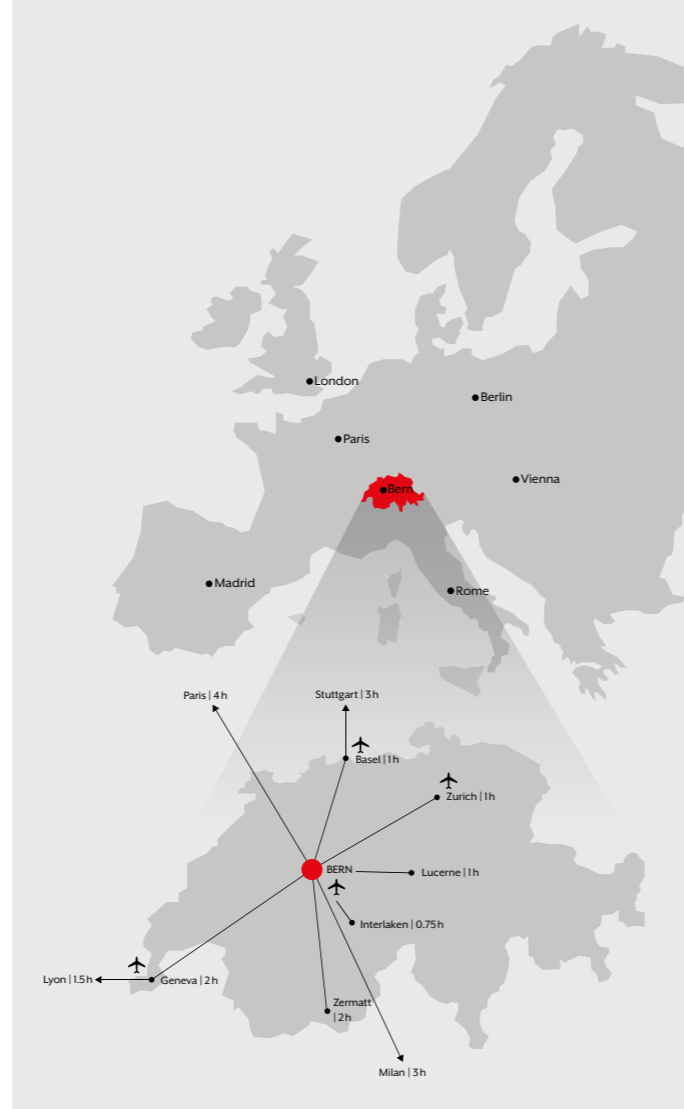 London
Berlin
Paris
Bern
Vienna
Madrid
Rome
Paris | 4 h
Stuttgart | 3 h
Basel | 1 h
Zurich | 1 h
BERN
Lucerne | 1 h
Interlaken | 0.75 h
Lyon | 1.5 h
Geneva | 2 h
Zermatt
| 2 h
Milan | 3 h